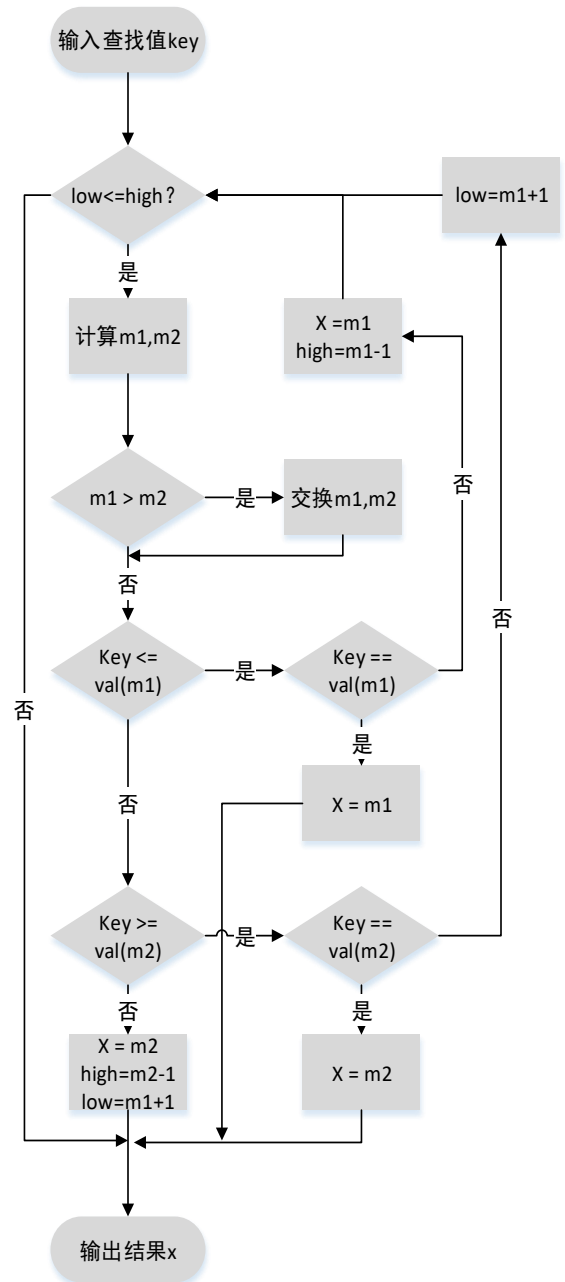 输入查找值key
low<=high?
low=m1+1
是
计算m1,m2
X =m1
high=m1-1
m1 > m2
是
交换m1,m2
否
否
否
Key <=
val(m1)
是
Key ==
val(m1)
否
是
否
X = m1
Key >=
val(m2)
是
Key ==
val(m2)
否
是
X = m2
high=m2-1
low=m1+1
X = m2
输出结果x